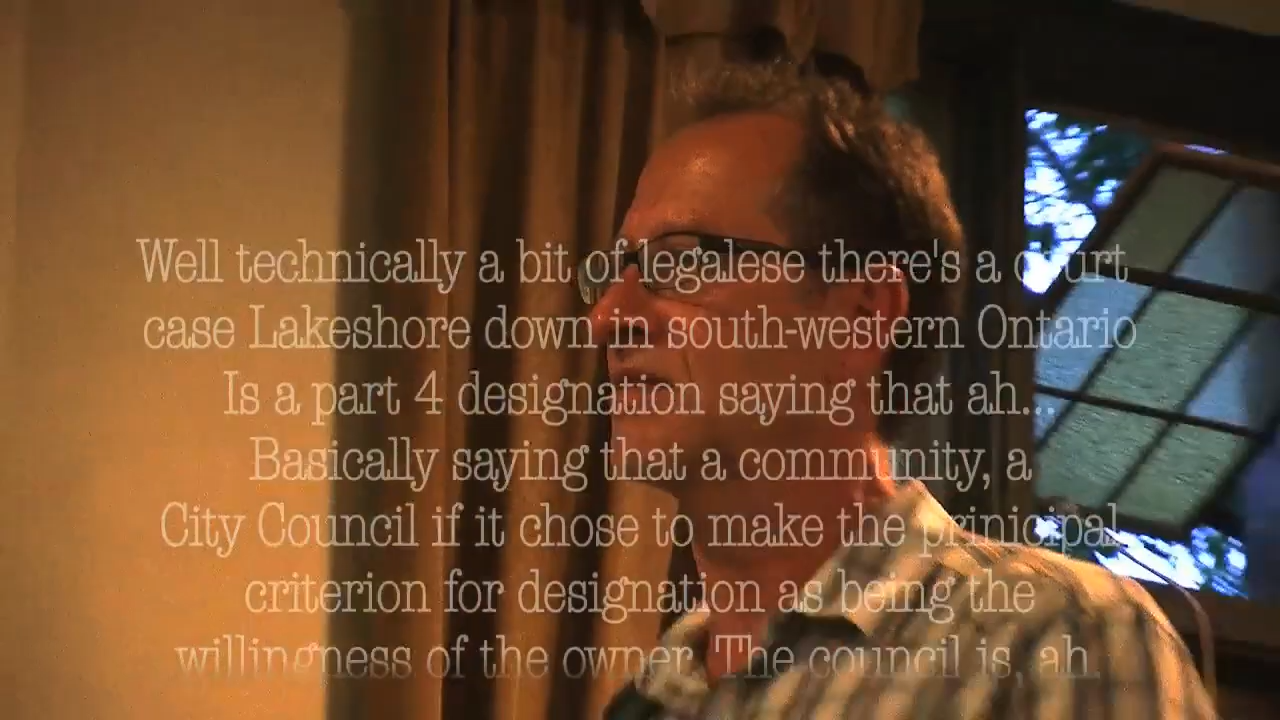 Well technically a bit of legalese there's a court
case Lakeshore down in south-western Ontario
Is a part 4 designation saying that ah...
Basically saying that a community, a
City Council if it chose to make the prinicipal
criterion for designation as being the
willingness of the owner. The council is, ah.